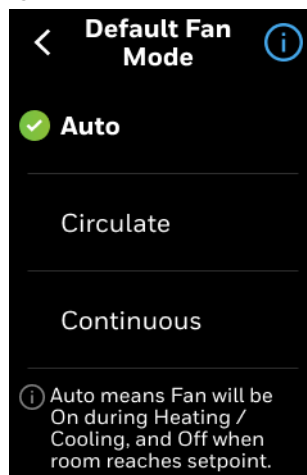 Default Fan
Mode
Auto
Circulate
Continuous
Auto means Fan will be
On during Heating /
Cooling, and Off when
room reaches setpoint.